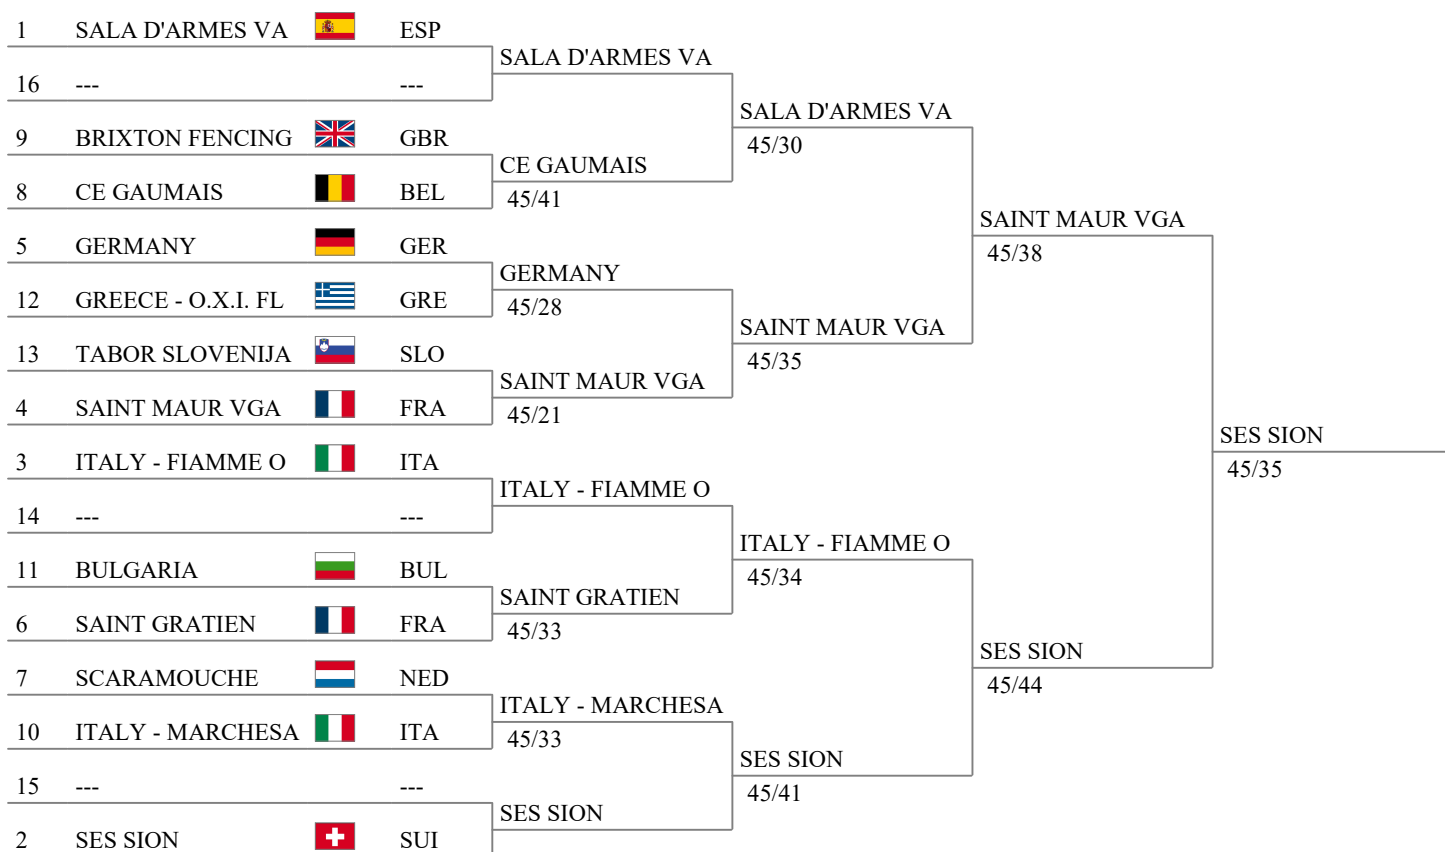 1 SALA D'ARMES VA ESP
SALA D'ARMES VA
16 --- ---
SALA D'ARMES VA
45/30
9 BRIXTON FENCING GBR
CE GAUMAIS
45/41
8 CE GAUMAIS BEL
SAINT MAUR VGA
45/38
5 GERMANY GER
GERMANY
45/28
12 GREECE - O.X.I. FL GRE
SAINT MAUR VGA
45/35
13 TABOR SLOVENIJA SLO
SAINT MAUR VGA
45/21
4 SAINT MAUR VGA FRA
SES SION
45/35
3 ITALY - FIAMME O ITA
ITALY - FIAMME O
14 --- ---
ITALY - FIAMME O
45/34
11 BULGARIA BUL
SAINT GRATIEN
45/33
6 SAINT GRATIEN FRA
SES SION
45/44
7 SCARAMOUCHE NED
ITALY - MARCHESA
45/33
10 ITALY - MARCHESA ITA
SES SION
45/41
15 --- ---
SES SION
2 SES SION SUI